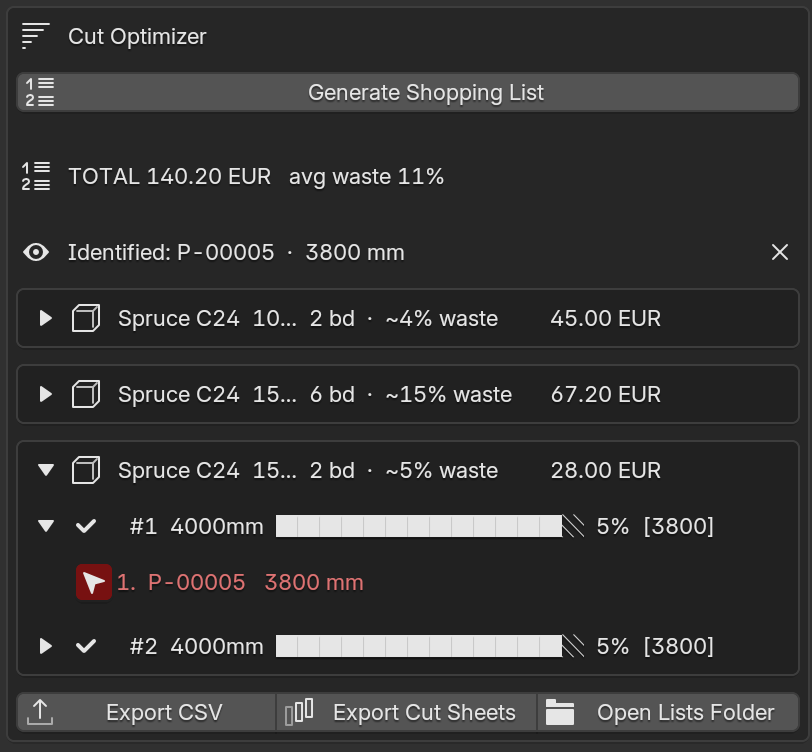 Cut Optimizer
Generate Shopping List
TOTAL 140.20 EUR avg waste 11%
Identified: P-00005 · 3800 mm
Spruce C24 10... 2 bd · ~4% waste 45.00 EUR
Spruce C24 15... 6 bd · ~15% waste 67.20 EUR
Spruce C24 15... 2 bd · ~5% waste 28.00 EUR
#1 4000mm 5% [3800]
1. P-00005 3800 mm
#2 4000mm 5% [3800]
Export CSV Export Cut Sheets Open Lists Folder